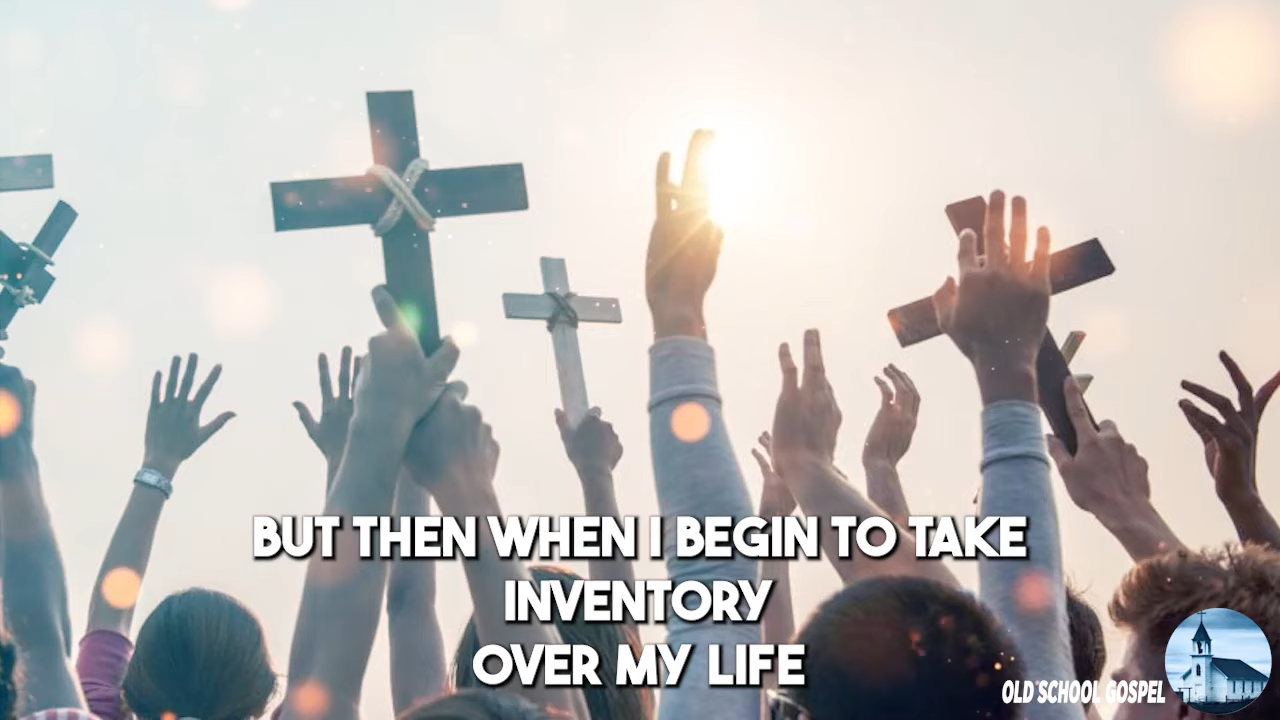 BUT THEN WHEN I BEGIN TO TAKE
INVENTORY
OVER MY LIFE
OLD SCHOOL GOSPEL